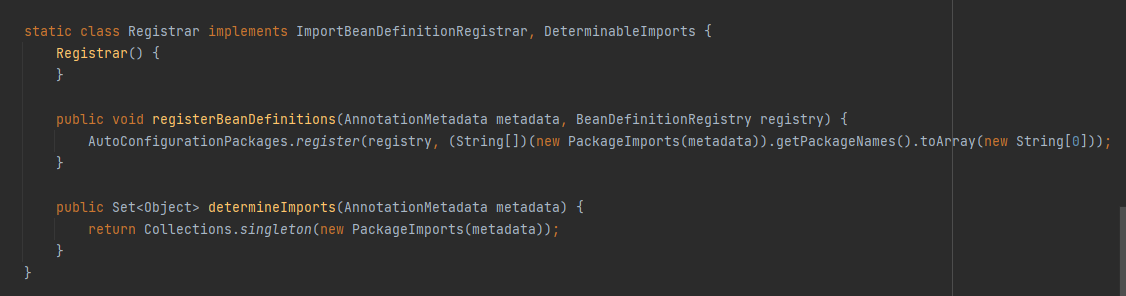 static class Registrar implements ImportBeanDefinitionRegistrar, DeterminableImports {
    Registrar() {
    }

    public void registerBeanDefinitions(AnnotationMetadata metadata, BeanDefinitionRegistry registry) {
        AutoConfigurationPackages.register(registry, (String[])(new PackageImports(metadata)).getPackageNames().toArray(new String[0]));
    }

    public Set<Object> determineImports(AnnotationMetadata metadata) {
        return Collections.singleton(new PackageImports(metadata));
    }
}